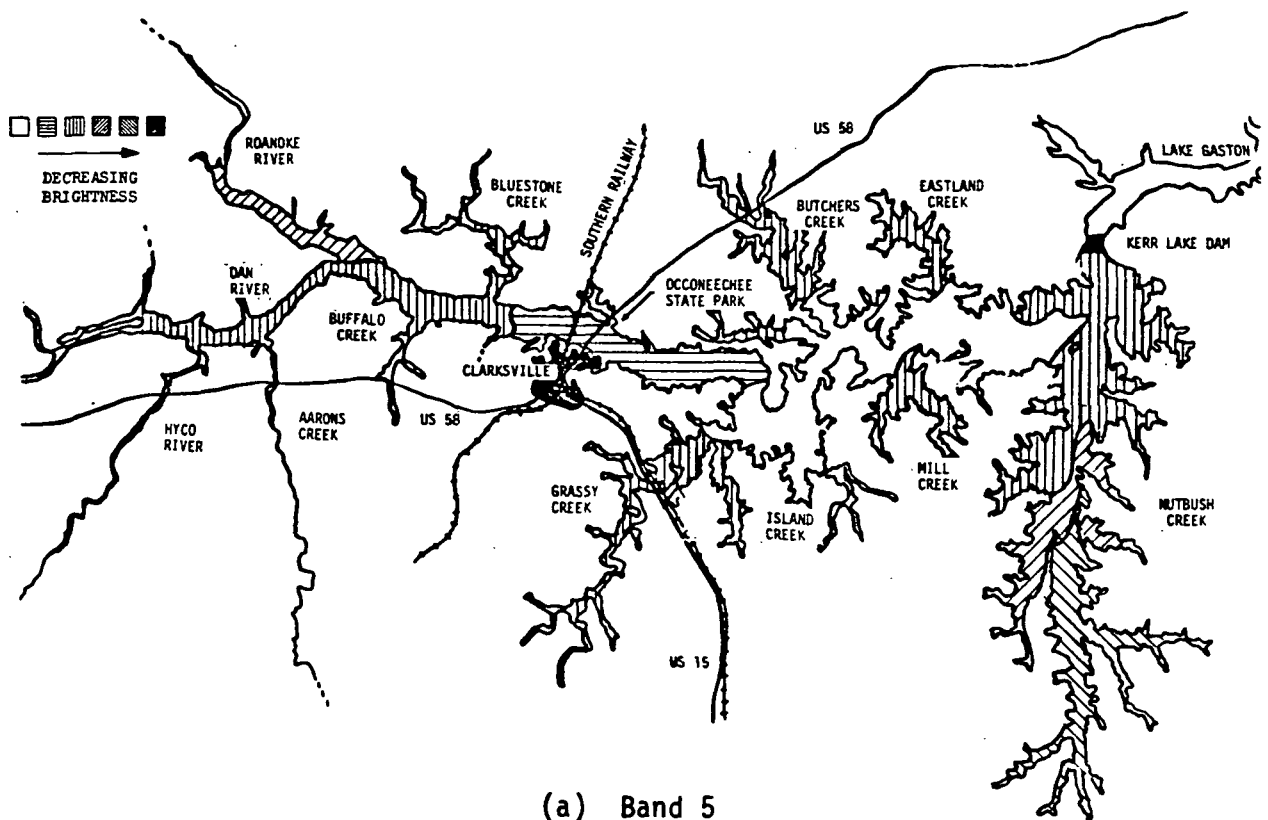 US 58
LAKE GASTON
ROANOKE
RIVER
DECREASING
BRIGHTNESS
BLUESTONE
CREEK
SOUTHERN RAILWAY
BUTCHERS
CREEK
EASTLAND
CREEK
KERR LAKE DAM
DAN
RIVER
OCCONEECHEE
STATE PARK
BUFFALO
CREEK
CLARKSVILLE
HYCO
RIVER
AARONS
CREEK
US 58
GRASSY
CREEK
ISLAND
CREEK
MILL
CREEK
NUTBUSH
CREEK
US 15
(a) Band 5